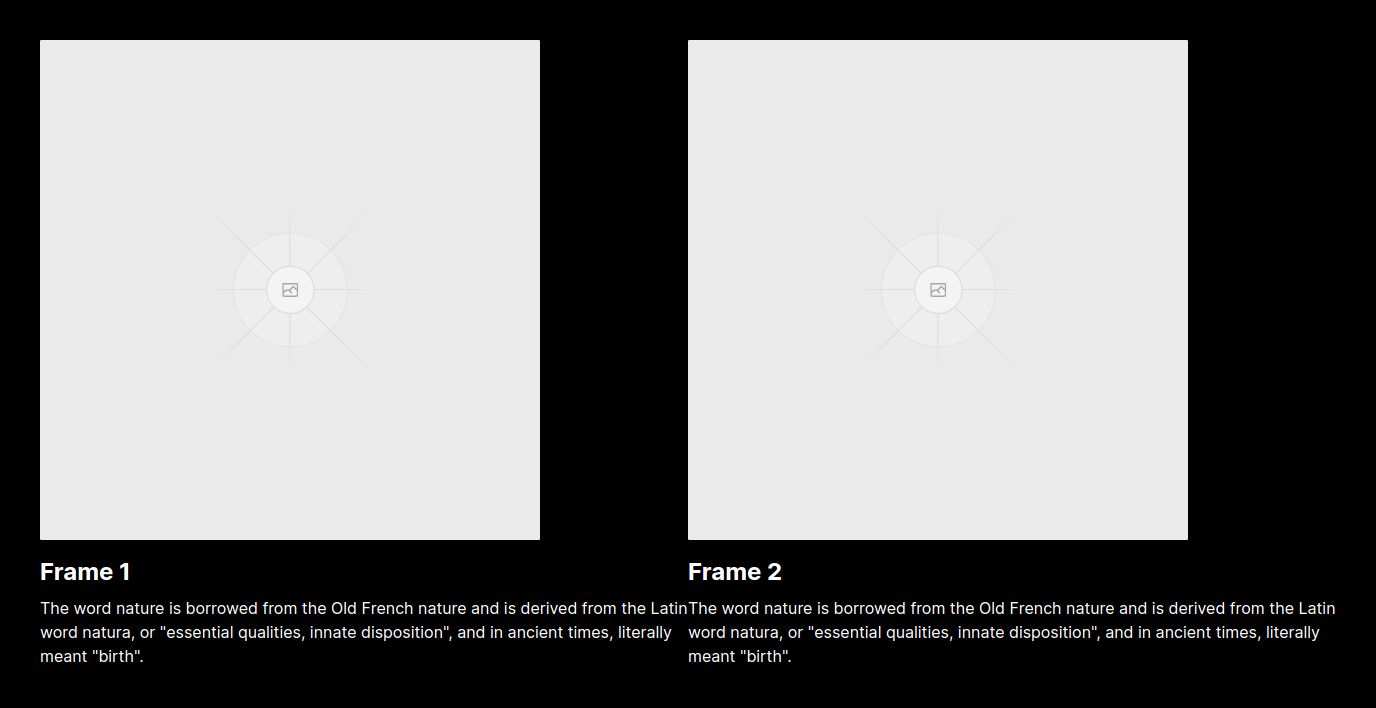 Frame 1
The word nature is borrowed from the Old French nature and is derived from the Latin
word natura, or "essential qualities, innate disposition", and in ancient times, literally
meant "birth".
Frame 2
The word nature is borrowed from the Old French nature and is derived from the Latin
word natura, or "essential qualities, innate disposition", and in ancient times, literally
meant "birth".